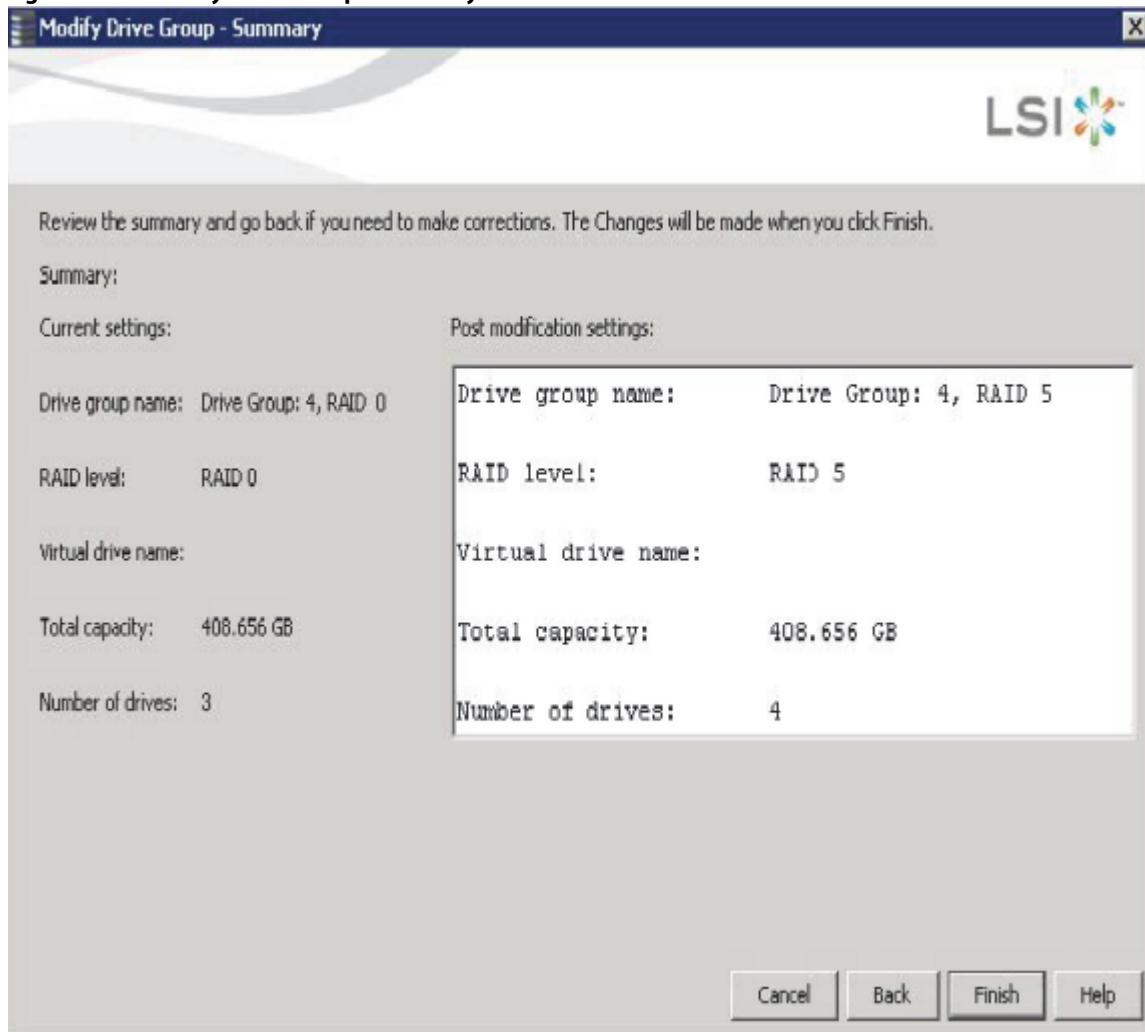 Modify Drive Group - Summary
LSI
Review the summary and go back if you need to make corrections. The Changes will be made when you click Finish.
Summary:
Current settings:
Drive group name: Drive Group: 4, RAID 0
RAID level: RAID 0
Virtual drive name:
Total capacity: 408.656 GB
Number of drives: 3
Post modification settings:
Drive group name: Drive Group: 4, RAID 5
RAID level: RAID 5
Virtual drive name:
Total capacity: 408.656 GB
Number of drives: 4
Cancel
Back
Finish
Help